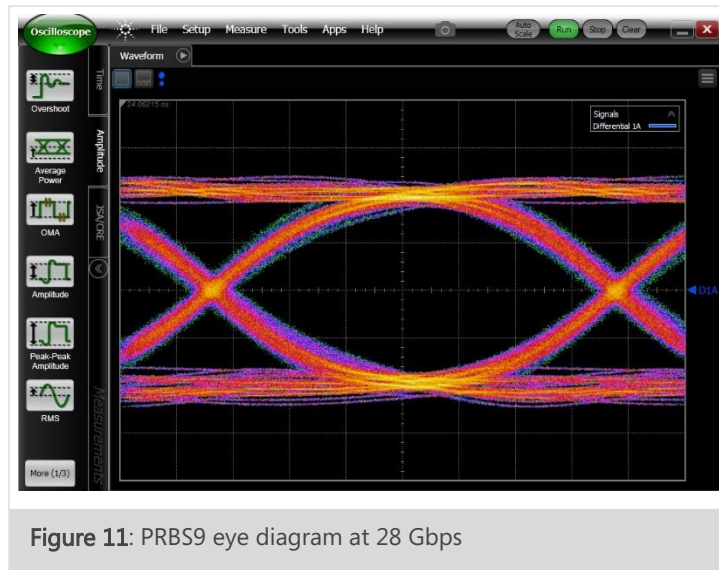 Oscilloscope
File Setup Measure Tools Apps Help
Auto Scale
Run
Stop
Clear
Waveform
Time
Amplitude
JSA/CRE
Measurements
Overshoot
Average
Power
OMA
Amplitude
Peak-Peak
Amplitude
RMS
More (1/3)
24.06215 ns
Signals
Differential 1A
D1A
Figure 11: PRBS9 eye diagram at 28 Gbps